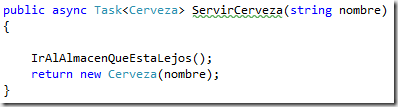 public async Task<Cerveza> ServirCerveza(string nombre)
{
IrAlAlmacenQueEstaLejos();
return new Cerveza(nombre);
}